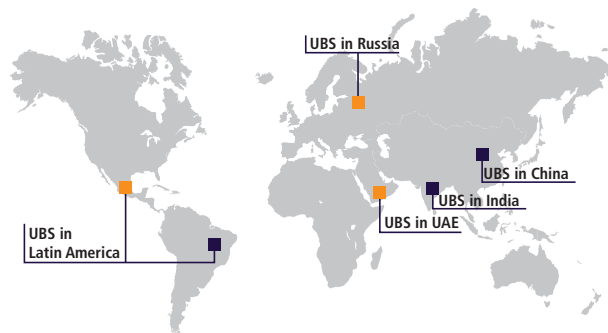 UBS in Russia
UBS in China
UBS in India
UBS in UAE
UBS in
Latin America